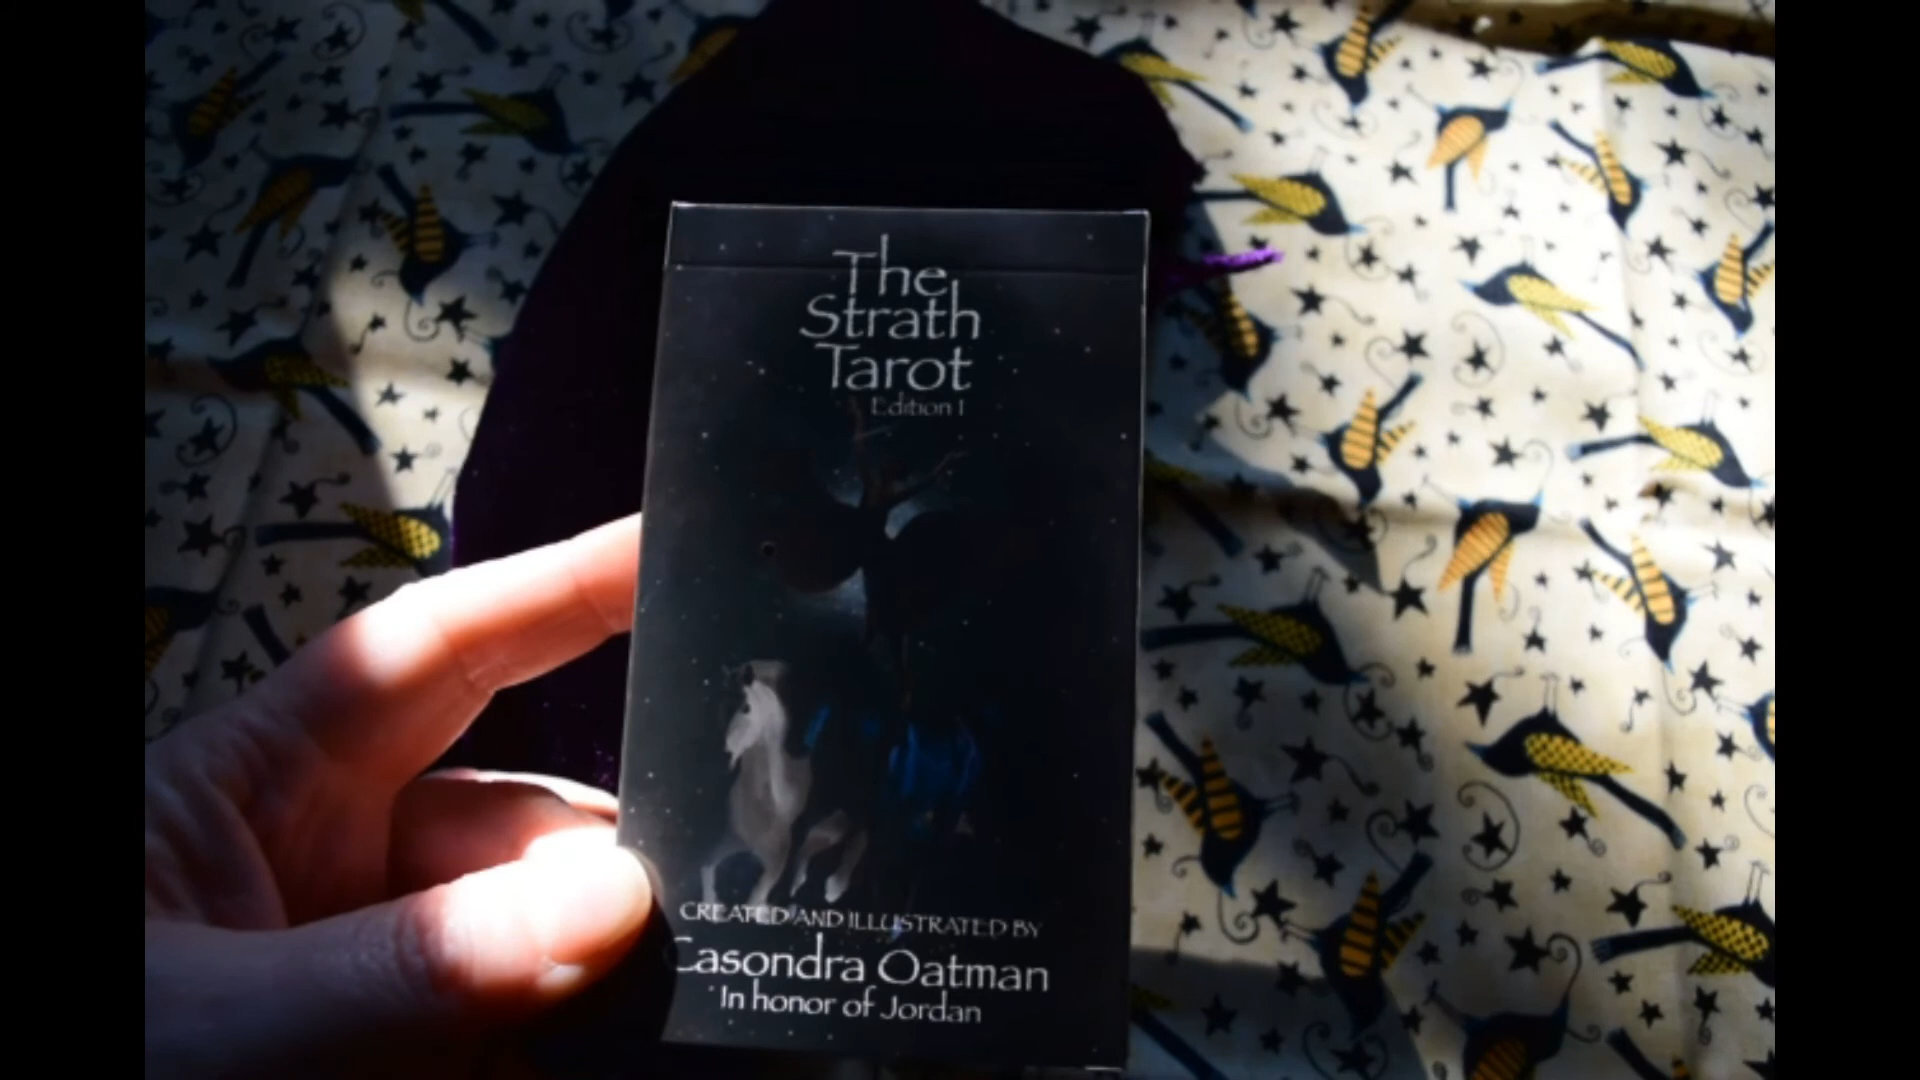 The
Strath
Tarot
Edition I
CREATED AND ILLUSTRATED BY
Casondra Oatman
In honor of Jordan